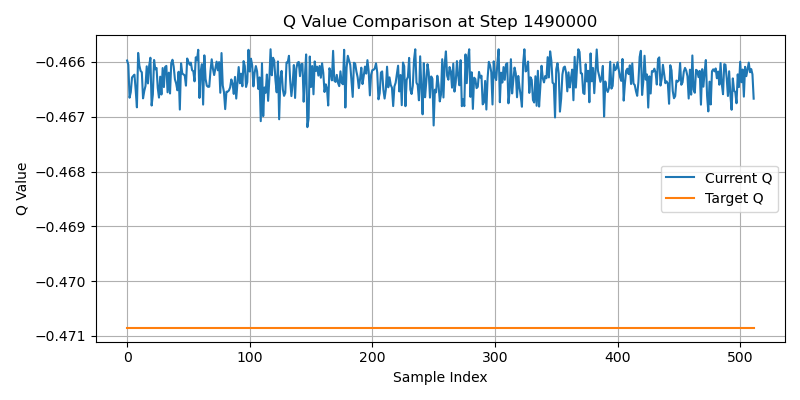 Q Value Comparison at Step 1490000
−0.466
−0.467
−0.468
−0.469
−0.470
−0.471
Q Value
Current Q
Target Q
0 100 200 300 400 500
Sample Index